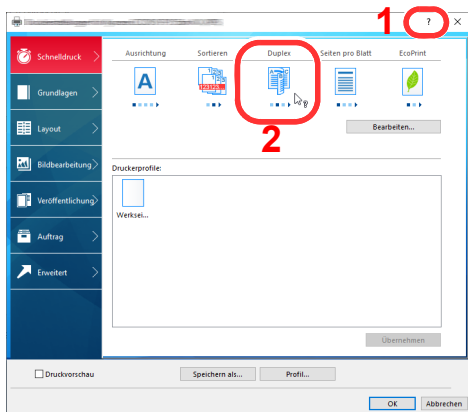 1
?
Schnelldruck
Grundlagen
Layout
Bildbearbeitung
Veröffentlichung
Auftrag
Erweitert
Ausrichtung Sortieren Duplex Seiten pro Blatt EcoPrint
A
123123
2
Bearbeiten...
Druckerprofile:
Werksei...
Übernehmen
Druckvorschau
Speichern als...
Profil...
OK
Abbrechen